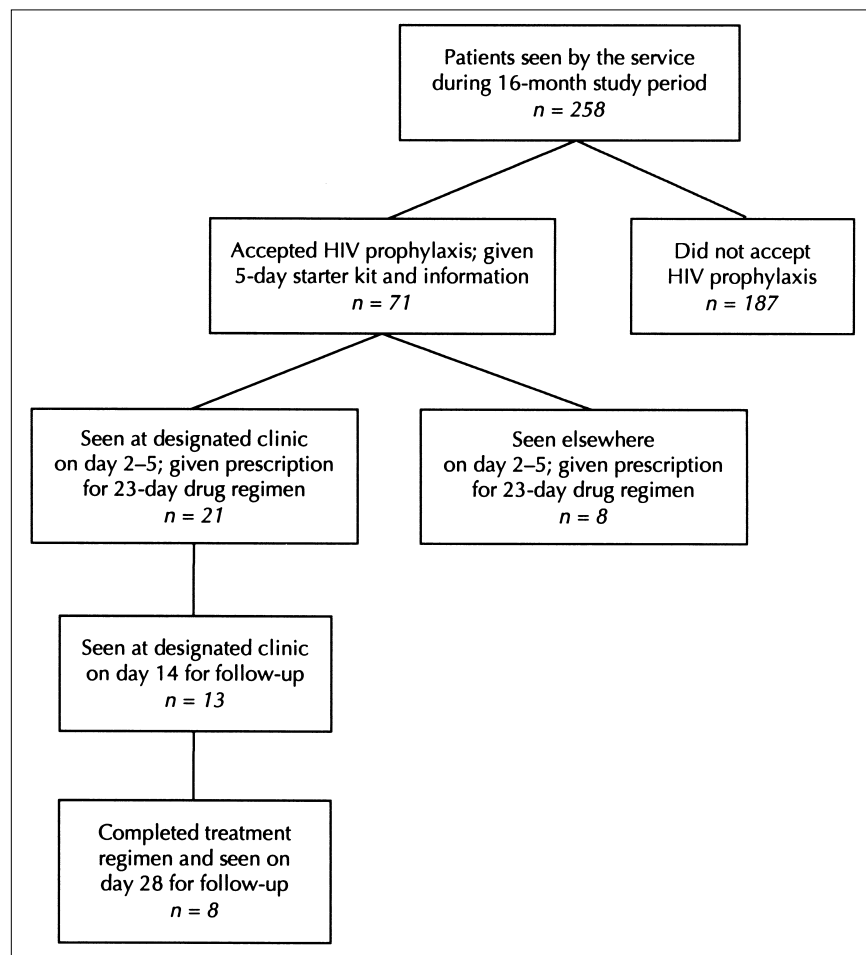 Patients seen by the service
during 16-month study period
n = 258
Accepted HIV prophylaxis; given
5-day starter kit and information
n = 71
Did not accept
HIV prophylaxis
n = 187
Seen at designated clinic
on day 2–5; given prescription
for 23-day drug regimen
n = 21
Seen elsewhere
on day 2–5; given prescription
for 23-day drug regimen
n = 8
Seen at designated clinic
on day 14 for follow-up
n = 13
Completed treatment
regimen and seen on
day 28 for follow-up
n = 8